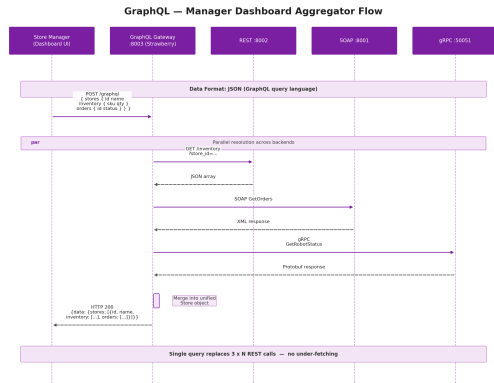 GraphQL — Manager Dashboard Aggregator Flow
Store Manager
(Dashboard UI)
GraphQL Gateway
:8003 (Strawberry)
REST :8002
SOAP :8001
gRPC :50051
Data Format: JSON (GraphQL query language)
POST /graphql
{ stores { id name
inventory { sku qty }
orders { id status } } }
par
Parallel resolution across backends
GET /inventory
?store_id=...
JSON array
SOAP GetOrders
XML response
gRPC
GetRobotStatus
Protobuf response
Merge into unified
Store object
HTTP 200
{data: {stores: [{id, name,
inventory: [...], orders: [...]}]}}
Single query replaces 3 x N REST calls — no under-fetching